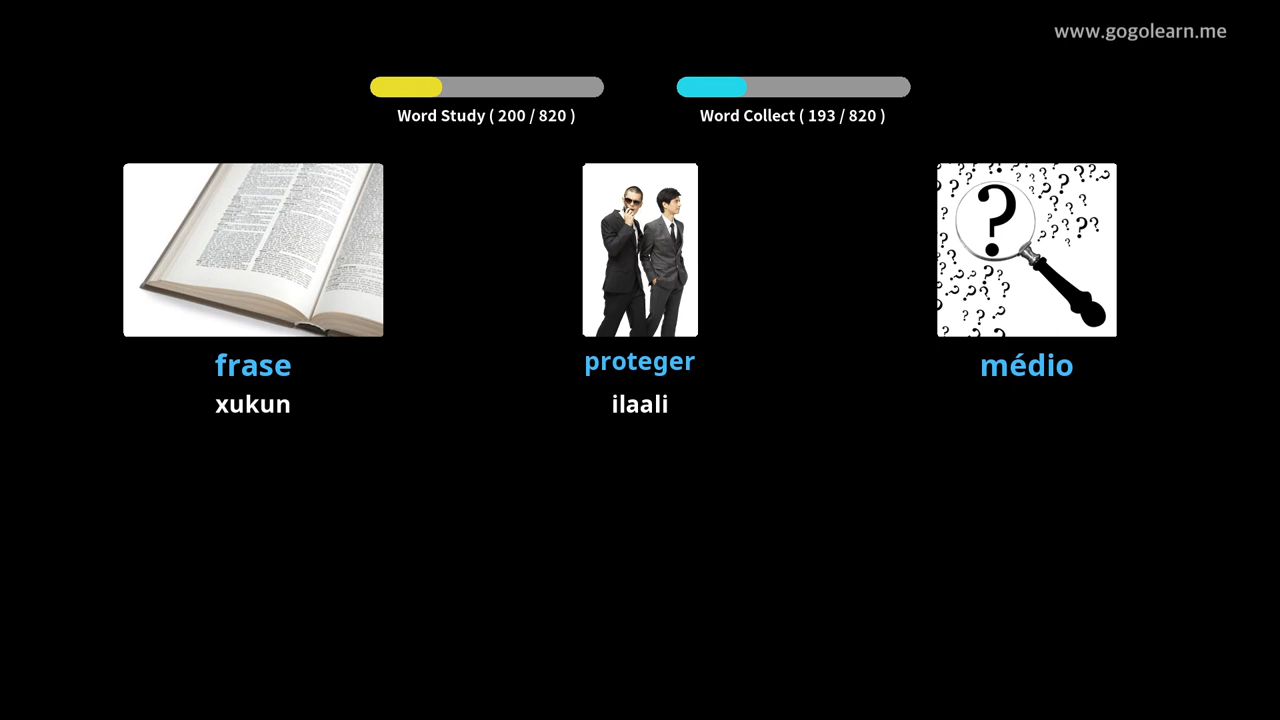 www.gogolearn.me
Word Study ( 200 / 820 )
Word Collect ( 193 / 820 )
frase
proteger
médio
xukun
ilaali